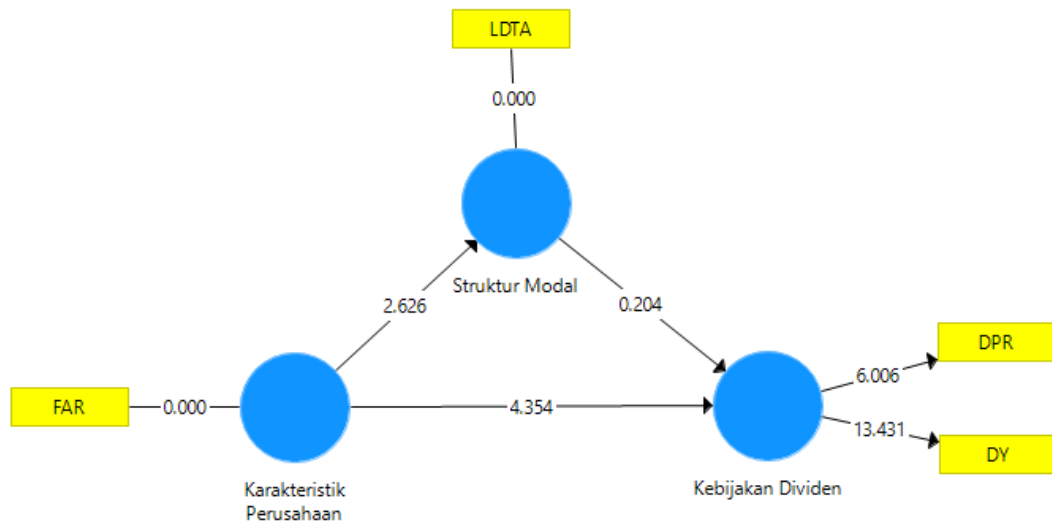 LDTA
0.000
Struktur Modal
2.626
0.204
DPR
6.006
FAR
0.000
4.354
13.431
DY
Karakteristik
Perusahaan
Kebijakan Dividen